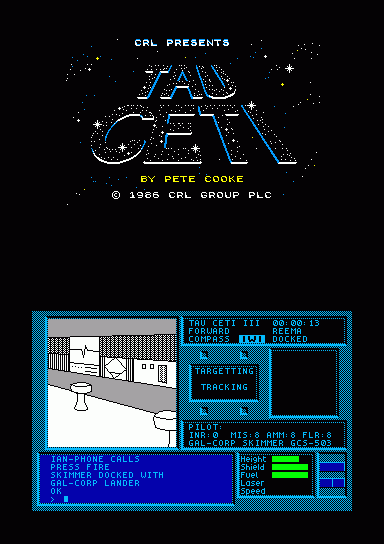 CRL PRESENTS
TAU
CETI
BY PETE COOKE
© 1986 CRL GROUP PLC
TAU CETI III 00:00:13
FORWARD REEMA
COMPASS IWI DOCKED
TARGETTING
TRACKING
PILOT:
INR:0 MIS:8 AMM:8 FLR:8
GAL-CORP SKIMMER GCS-503
IAN-PHONE CALLS
PRESS FIRE
SKIMMER DOCKED WITH
GAL-CORP LANDER
OK
>
Height
Shield
Fuel
Laser
Speed